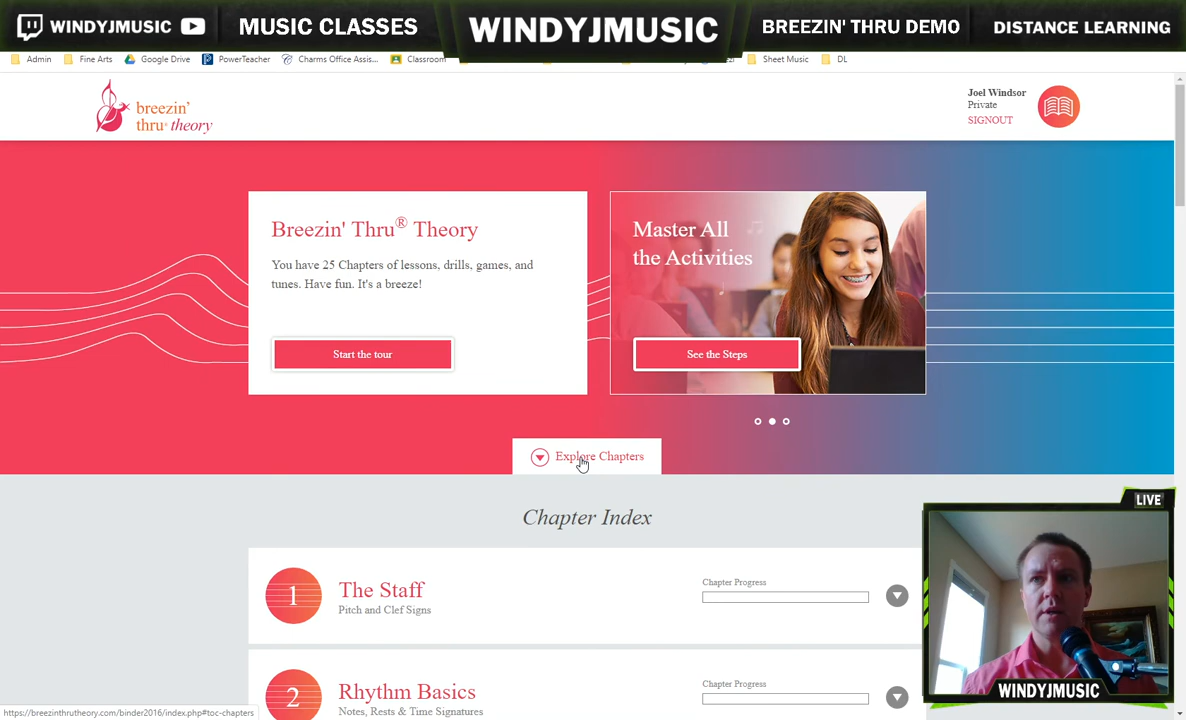 WINDYJMUSIC
MUSIC CLASSES
WINDYJMUSIC
BREEZIN' THRU DEMO
DISTANCE LEARNING
Admin
Fine Arts
Google Drive
PowerTeacher
Charms Office Assis...
Classroom
Sheet Music
DL
breezin'
thru® theory
Joel Windsor
Private
SIGNOUT
Breezin' Thru® Theory
You have 25 Chapters of lessons, drills, games, and
tunes. Have fun. It's a breeze!
Start the tour
Master All
the Activities
See the Steps
Explore Chapters
Chapter Index
1
The Staff
Pitch and Clef Signs
Chapter Progress
2
Rhythm Basics
Notes, Rests & Time Signatures
Chapter Progress
LIVE
WINDYJMUSIC
https://breezinthrutheory.com/binder2016/index.php#toc-chapters